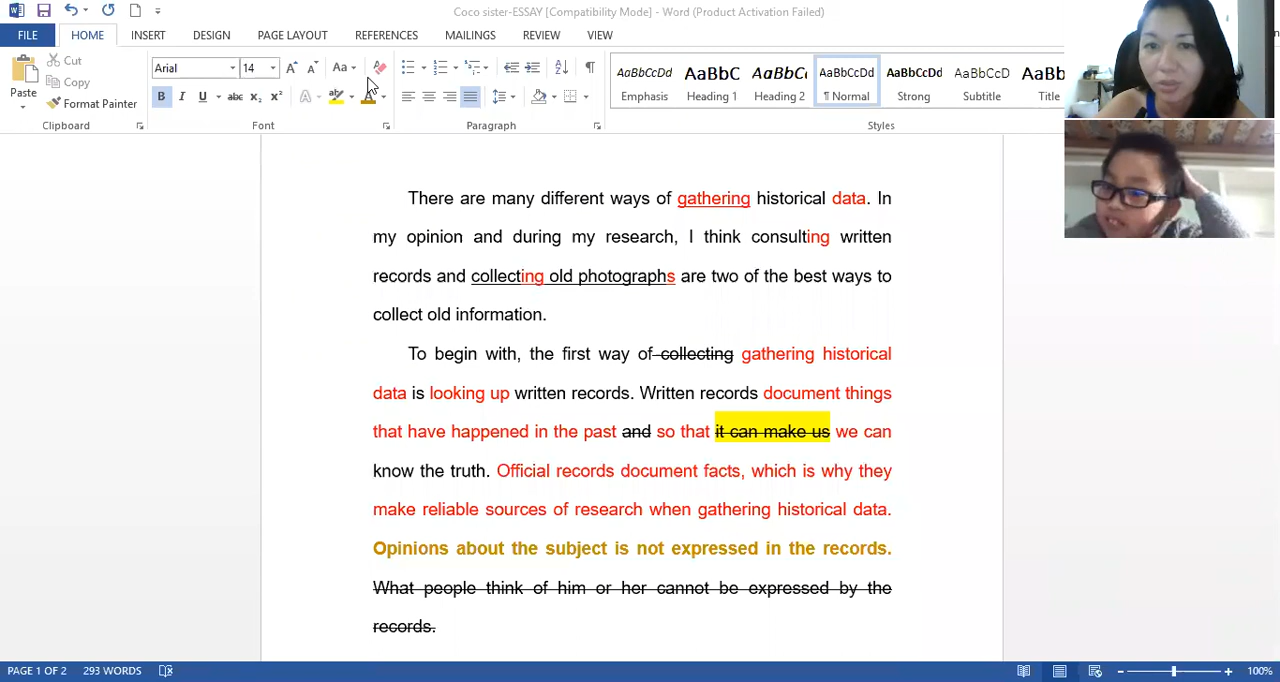 Coco sister-ESSAY [Compatibility Mode] - Word (Product Activation Failed)
FILE HOME INSERT DESIGN PAGE LAYOUT REFERENCES MAILINGS REVIEW VIEW
Cut
Copy
Format Painter
Paste
Clipboard
Arial 14 Aa
B I U abc x₂ x² A aby A
Font
Paragraph
AaBbCcDd AaBbC AaBbCc AaBbCcDd AaBbCcDd AaBbCcD AaBb
Emphasis Heading 1 Heading 2 ¶ Normal Strong Subtitle Title
Styles
There are many different ways of gathering historical data. In
my opinion and during my research, I think consulting written
records and collecting old photographs are two of the best ways to
collect old information.
To begin with, the first way of collecting gathering historical
data is looking up written records. Written records document things
that have happened in the past and so that it can make us we can
know the truth. Official records document facts, which is why they
make reliable sources of research when gathering historical data.
Opinions about the subject is not expressed in the records.
What people think of him or her cannot be expressed by the
records.
PAGE 1 OF 2 293 WORDS 100%